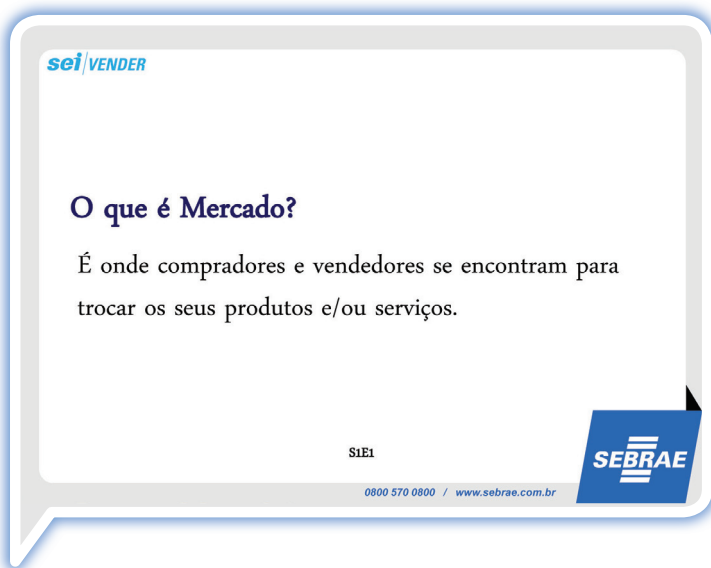 sei/VENDER
O que é Mercado?
É onde compradores e vendedores se encontram para
trocar os seus produtos e/ou serviços.
S1E1
SEBRAE
0800 570 0800 / www.sebrae.com.br